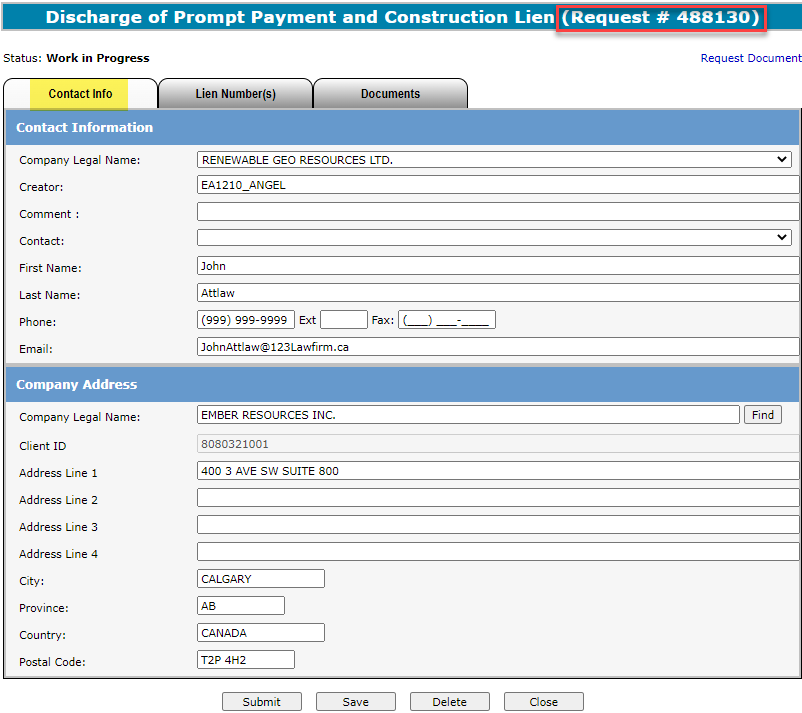 Discharge of Prompt Payment and Construction Lien (Request # 488130)
Status: Work in Progress Request Document
Contact Info Lien Number(s) Documents
Contact Information
Company Legal Name: RENEWABLE GEO RESOURCES LTD.
Creator: EA1210_ANGEL
Comment :
Contact:
First Name: John
Last Name: Attlaw
Phone: (999) 999-9999 Ext Fax: (___) ___-____
Email: JohnAttlaw@123Lawfirm.ca
Company Address
Company Legal Name: EMBER RESOURCES INC. Find
Client ID 8080321001
Address Line 1 400 3 AVE SW SUITE 800
Address Line 2
Address Line 3
Address Line 4
City: CALGARY
Province: AB
Country: CANADA
Postal Code: T2P 4H2
Submit Save Delete Close